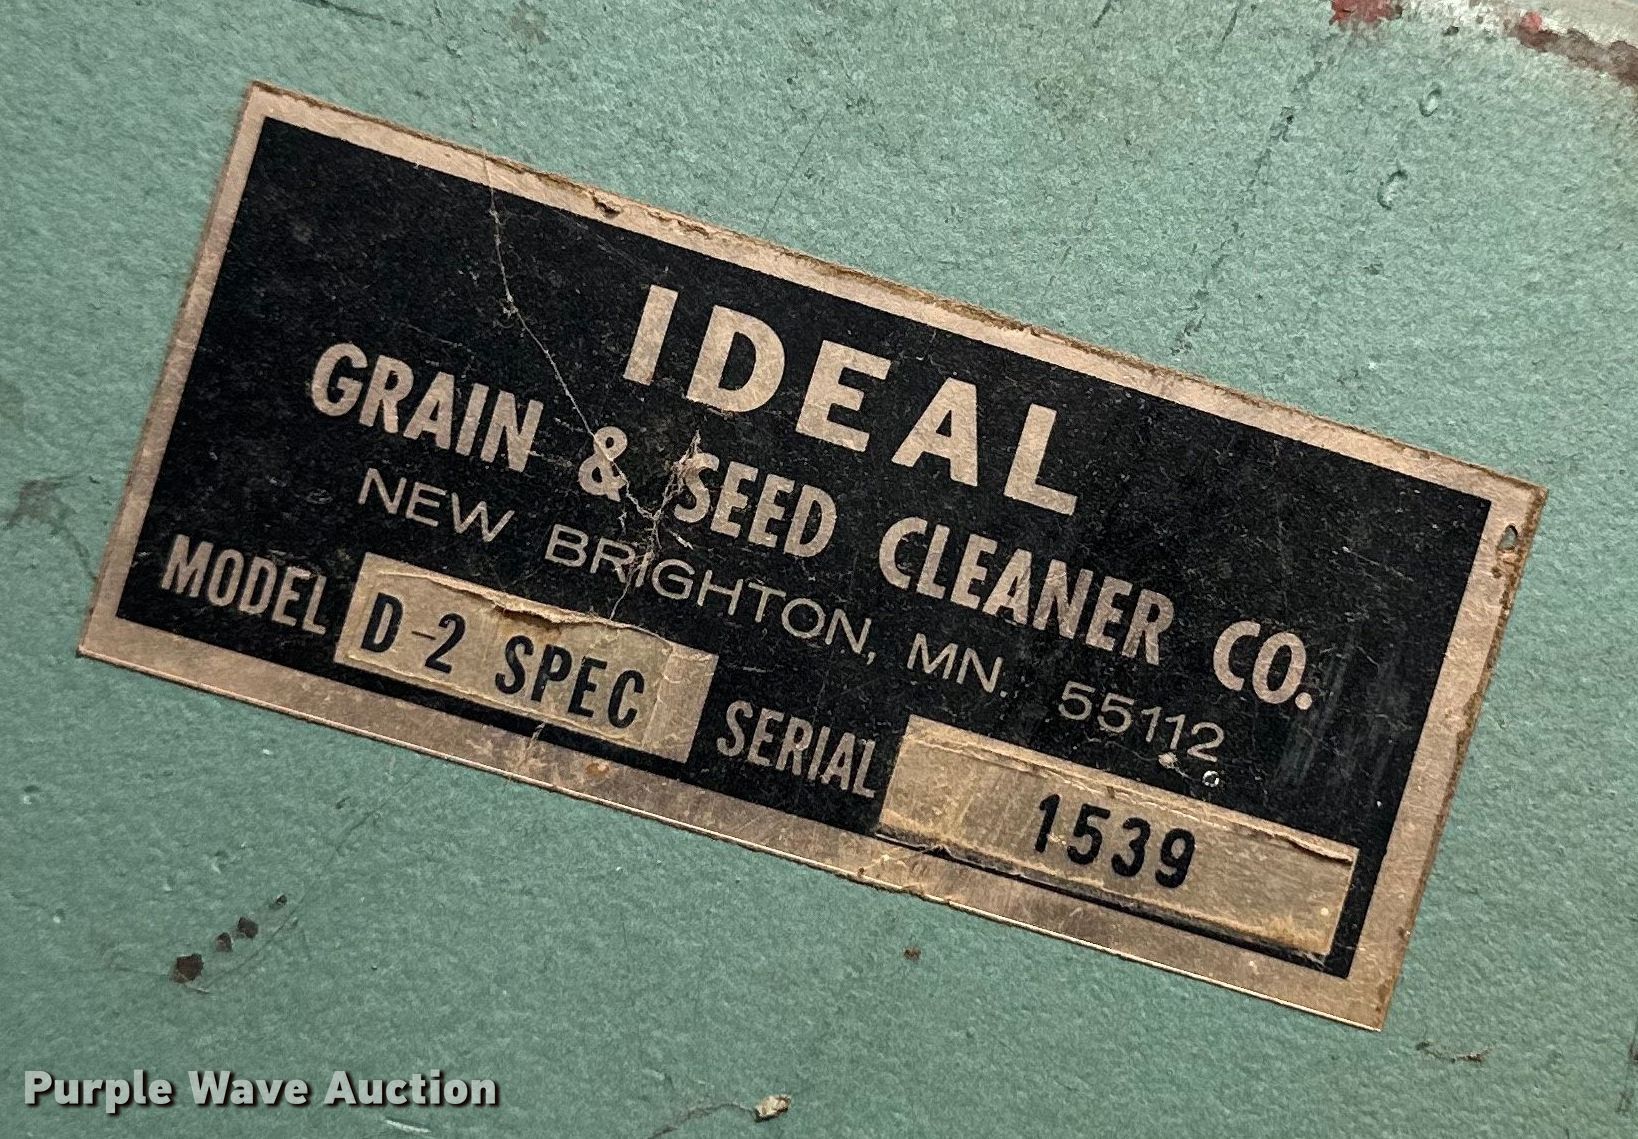 IDEAL
GRAIN & SEED CLEANER CO.
NEW BRIGHTON, MN. 55112
MODEL D-2 SPEC SERIAL 1539
Purple Wave Auction